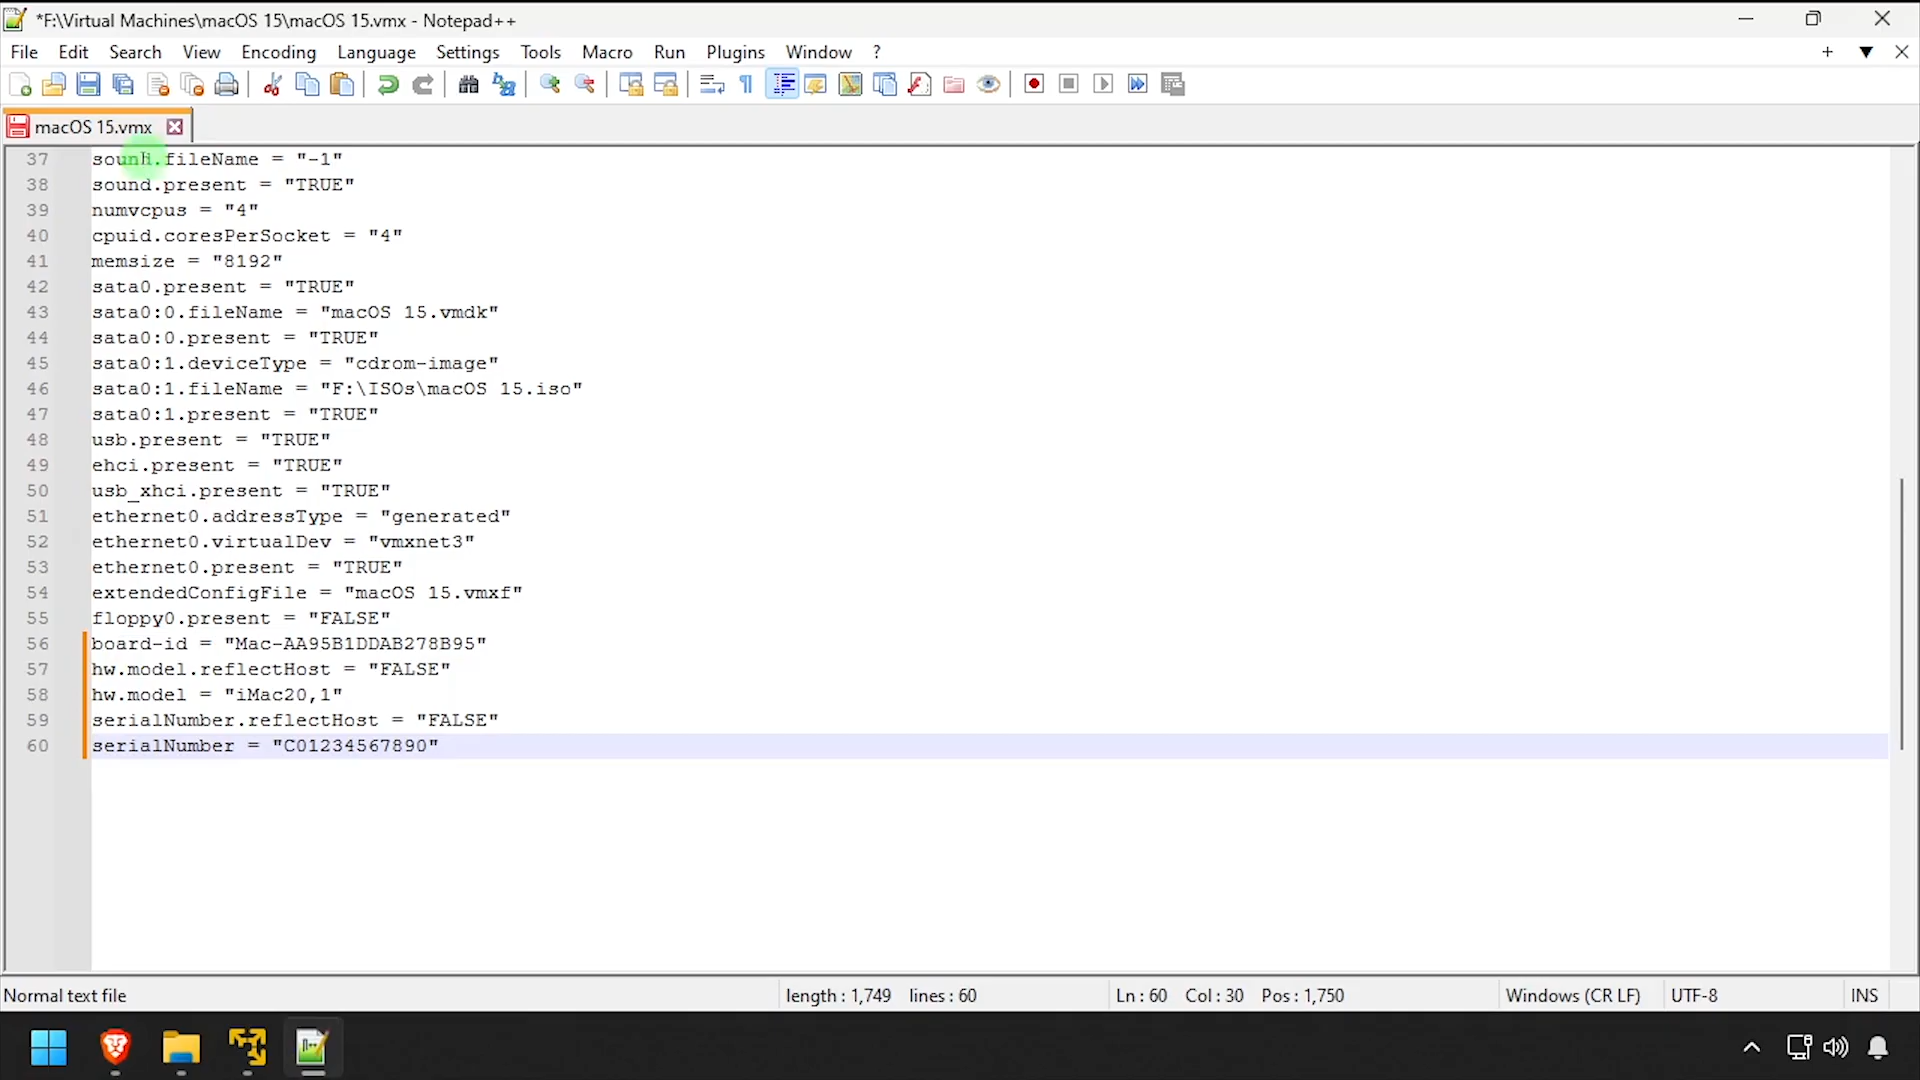 *F:\Virtual Machines\macOS 15\macOS 15.vmx - Notepad++
File Edit Search View Encoding Language Settings Tools Macro Run Plugins Window ?
macOS 15.vmx
37 sound.fileName = "-1"
38 sound.present = "TRUE"
39 numvcpus = "4"
40 cpuid.coresPerSocket = "4"
41 memsize = "8192"
42 sata0.present = "TRUE"
43 sata0:0.fileName = "macOS 15.vmdk"
44 sata0:0.present = "TRUE"
45 sata0:1.deviceType = "cdrom-image"
46 sata0:1.fileName = "F:\ISOs\macOS 15.iso"
47 sata0:1.present = "TRUE"
48 usb.present = "TRUE"
49 ehci.present = "TRUE"
50 usb_xhci.present = "TRUE"
51 ethernet0.addressType = "generated"
52 ethernet0.virtualDev = "vmxnet3"
53 ethernet0.present = "TRUE"
54 extendedConfigFile = "macOS 15.vmxf"
55 floppy0.present = "FALSE"
56 board-id = "Mac-AA95B1DDAB278B95"
57 hw.model.reflectHost = "FALSE"
58 hw.model = "iMac20,1"
59 serialNumber.reflectHost = "FALSE"
60 serialNumber = "C01234567890"
Normal text file length : 1,749 lines : 60 Ln : 60 Col : 30 Pos : 1,750 Windows (CR LF) UTF-8 INS